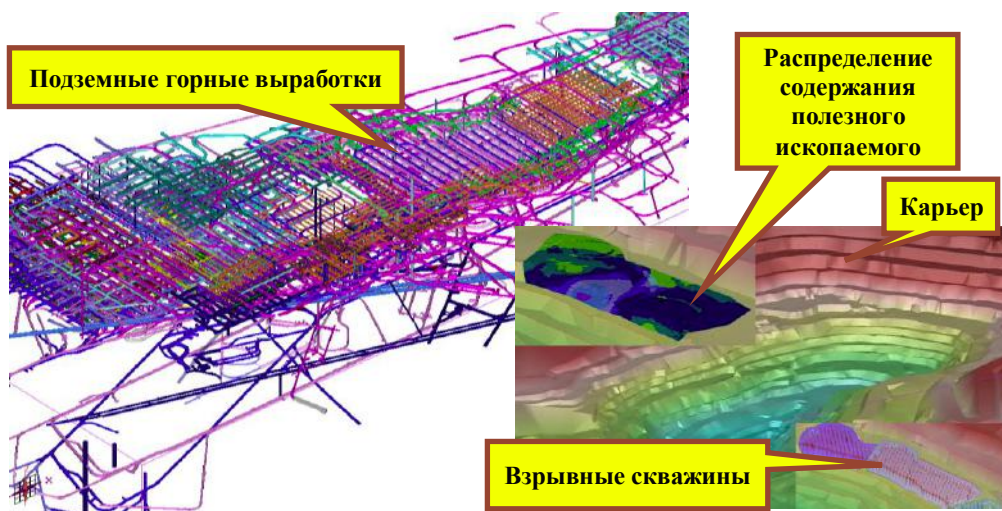 Подземные горные выработки
Распределение
содержания
полезного
ископаемого
Карьер
Взрывные скважины